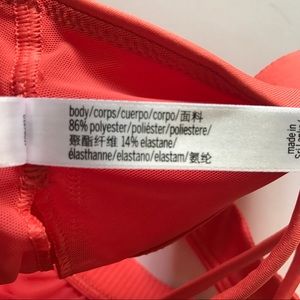 body/corps/cuerpo/corpo/面料
86% polyester/poliéster/poliestere/
聚酯纤维 14% elastane/
élasthanne/elastano/elastam/氨纶
made in